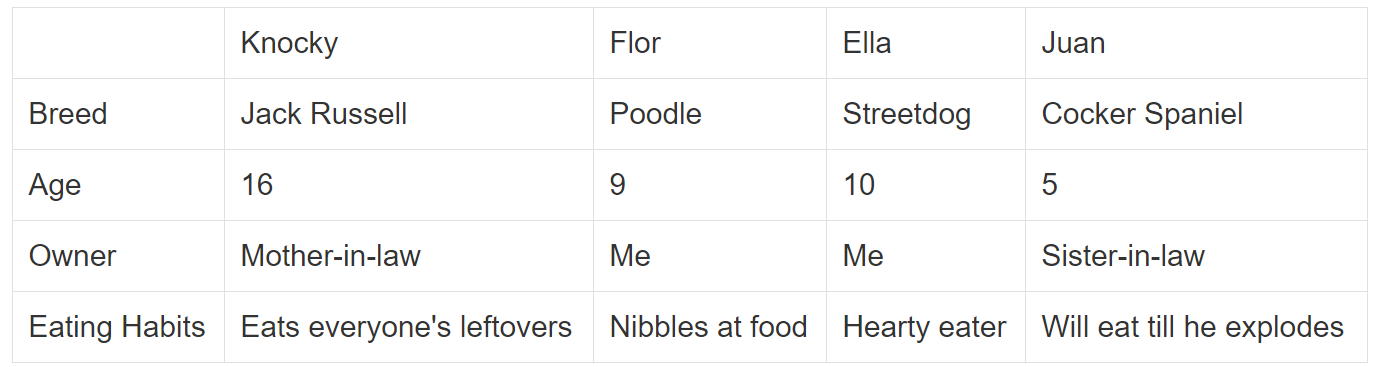 Knocky Flor Ella Juan
Breed Jack Russell Poodle Streetdog Cocker Spaniel
Age 16 9 10 5
Owner Mother-in-law Me Me Sister-in-law
Eating Habits Eats everyone's leftovers Nibbles at food Hearty eater Will eat till he explodes